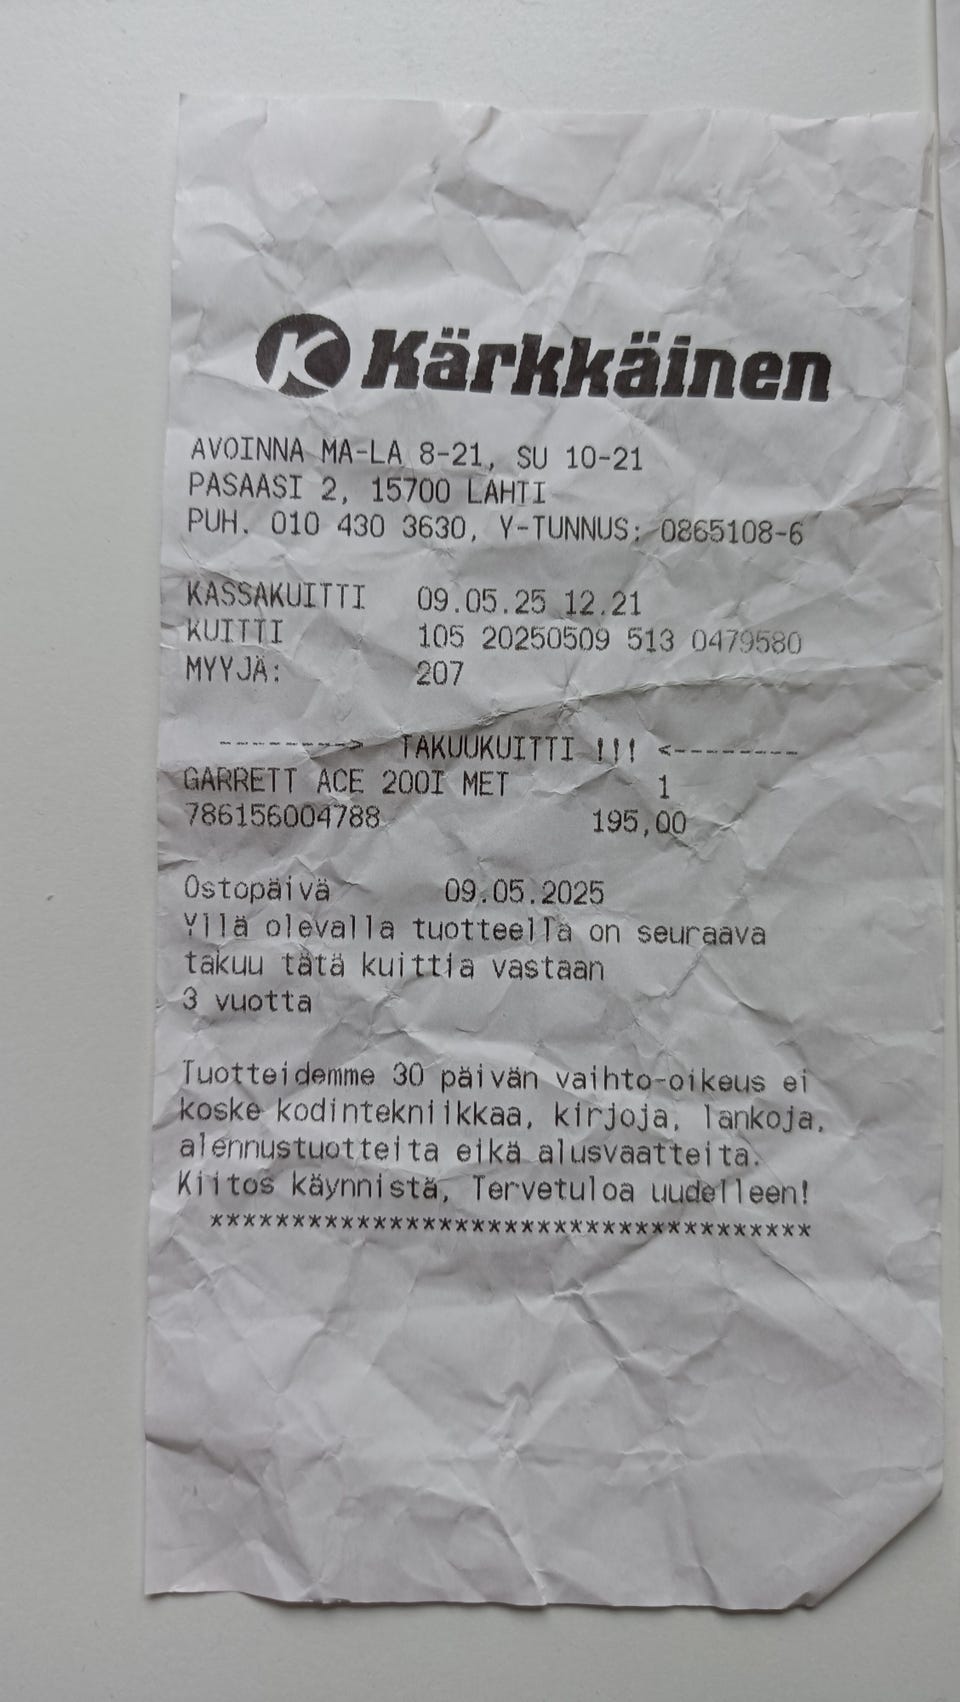 K Kärkkäinen
AVOINNA MA-LA 8-21, SU 10-21
PASAASI 2, 15700 LAHTI
PUH. 010 430 3630, Y-TUNNUS: 0865108-6
KASSAKUITTI 09.05.25 12.21
KUITTI 105 20250509 513 0479580
MYYJÄ: 207
---------> TAKUUKUITTI !!! <--------
GARRETT ACE 200I MET 1
786156004788 195,00
Ostopäivä 09.05.2025
Yllä olevalla tuotteella on seuraava
takuu tätä kuittia vastaan
3 vuotta
Tuotteidemme 30 päivän vaihto-oikeus ei
koske kodintekniikkaa, kirjoja, lankoja,
alennustuotteita eikä alusvaatteita.
Kiitos käynnistä, Tervetuloa uudelleen!
*************************************